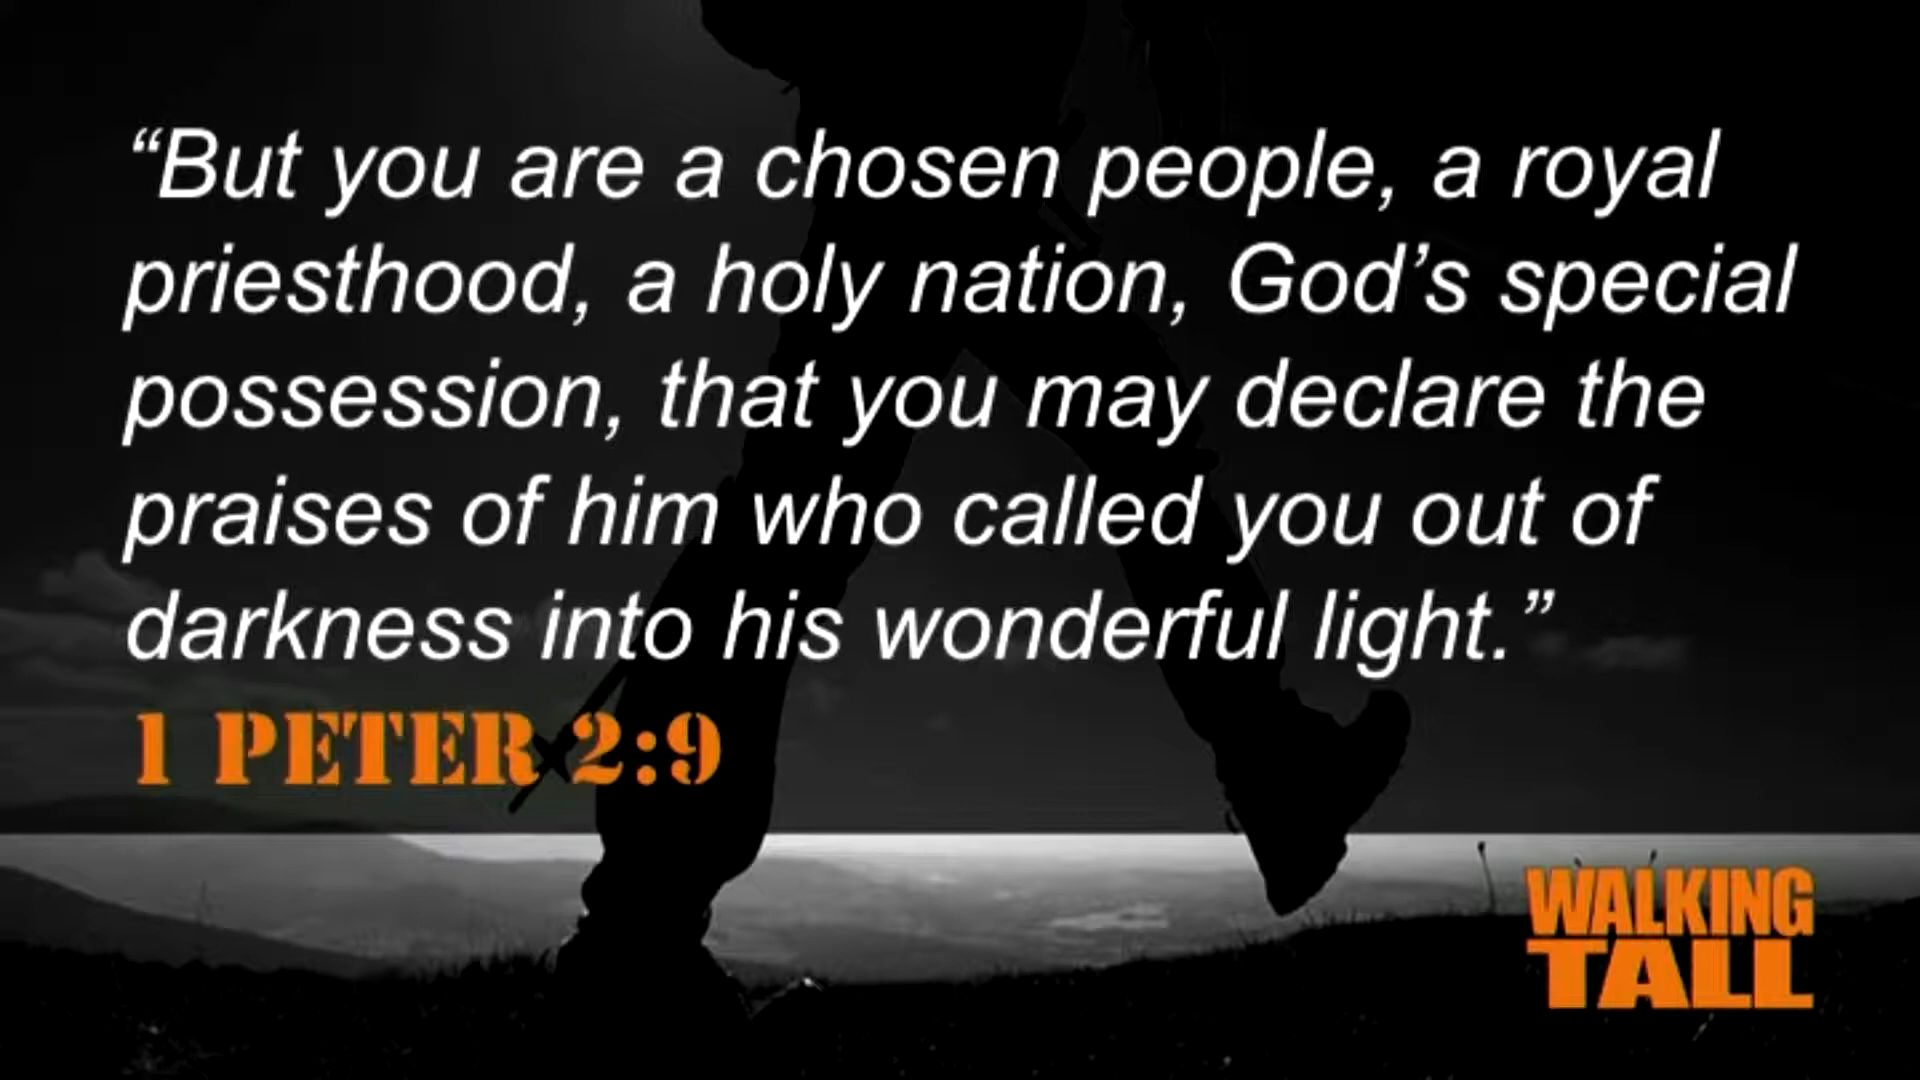 “But you are a chosen people, a royal
priesthood, a holy nation, God’s special
possession, that you may declare the
praises of him who called you out of
darkness into his wonderful light.”
1 PETER 2:9
WALKING
TALL